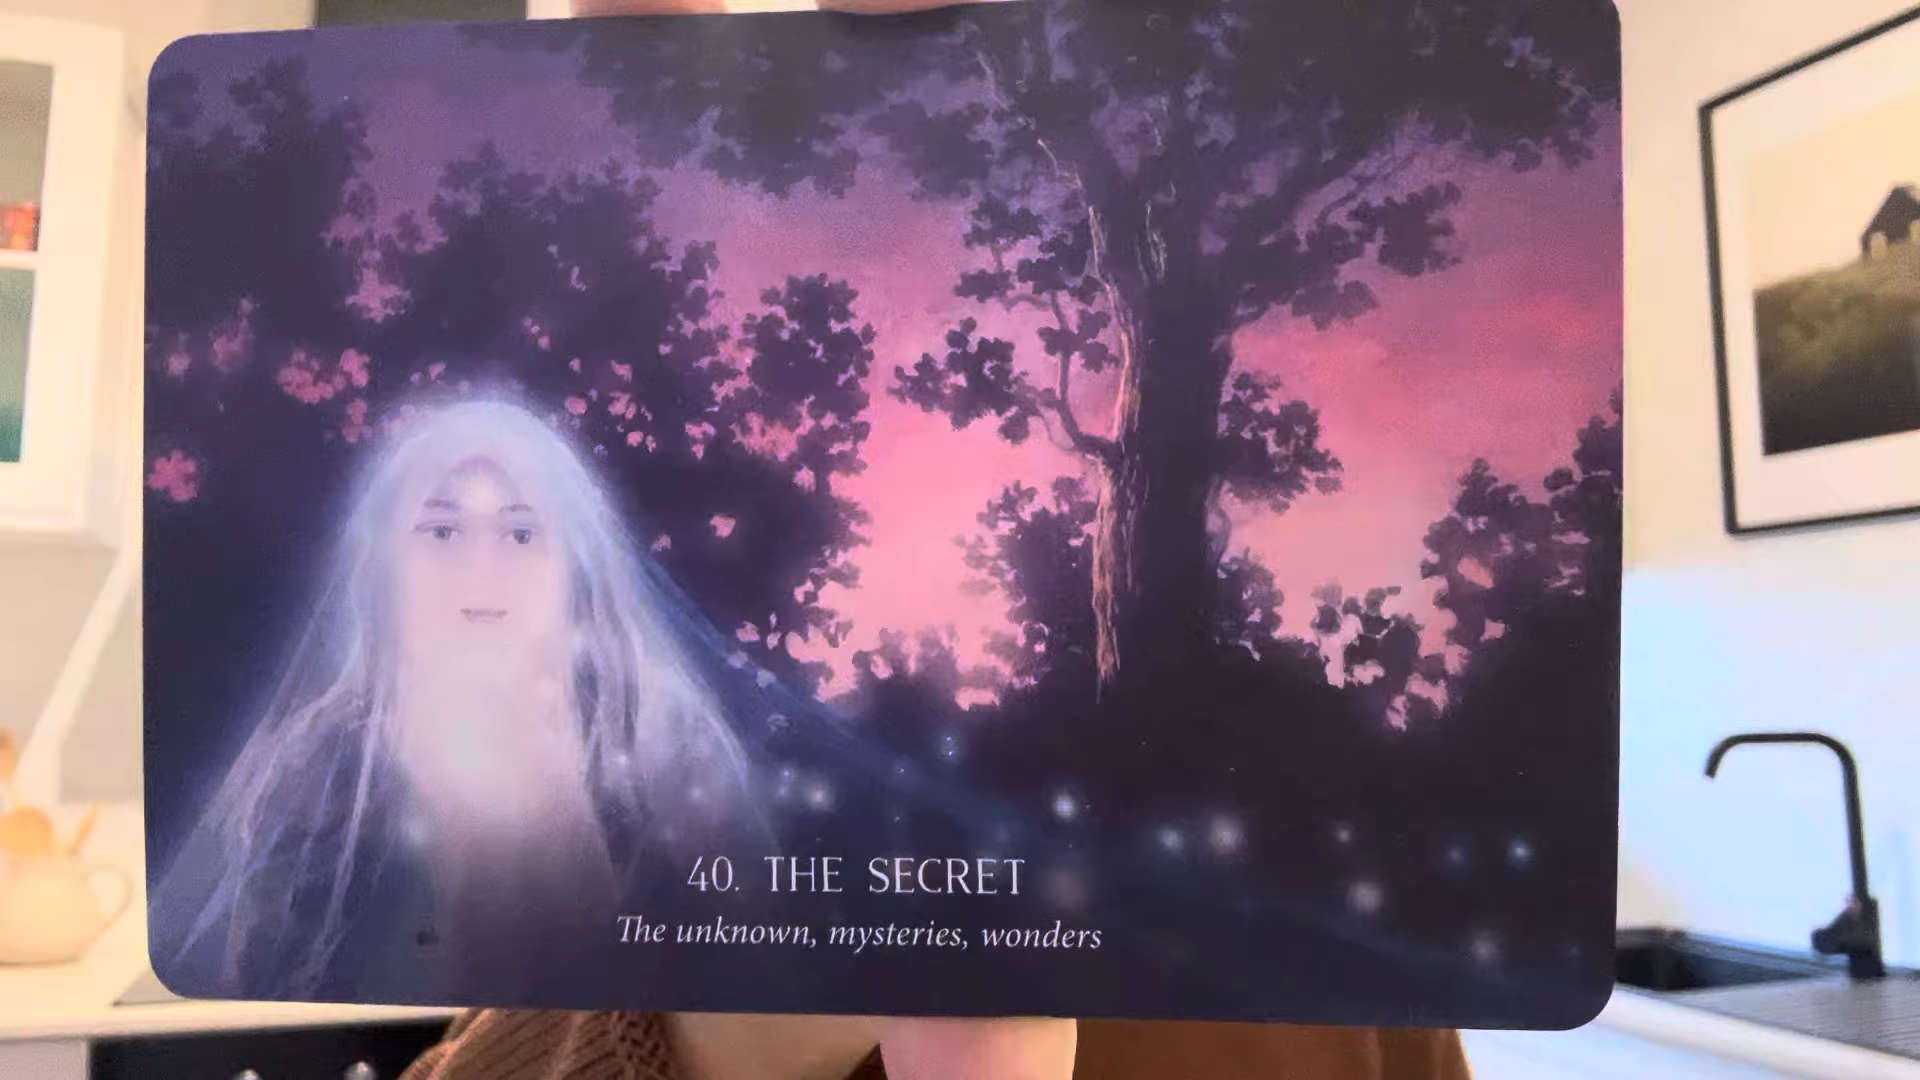 40. THE SECRET
The unknown, mysteries, wonders